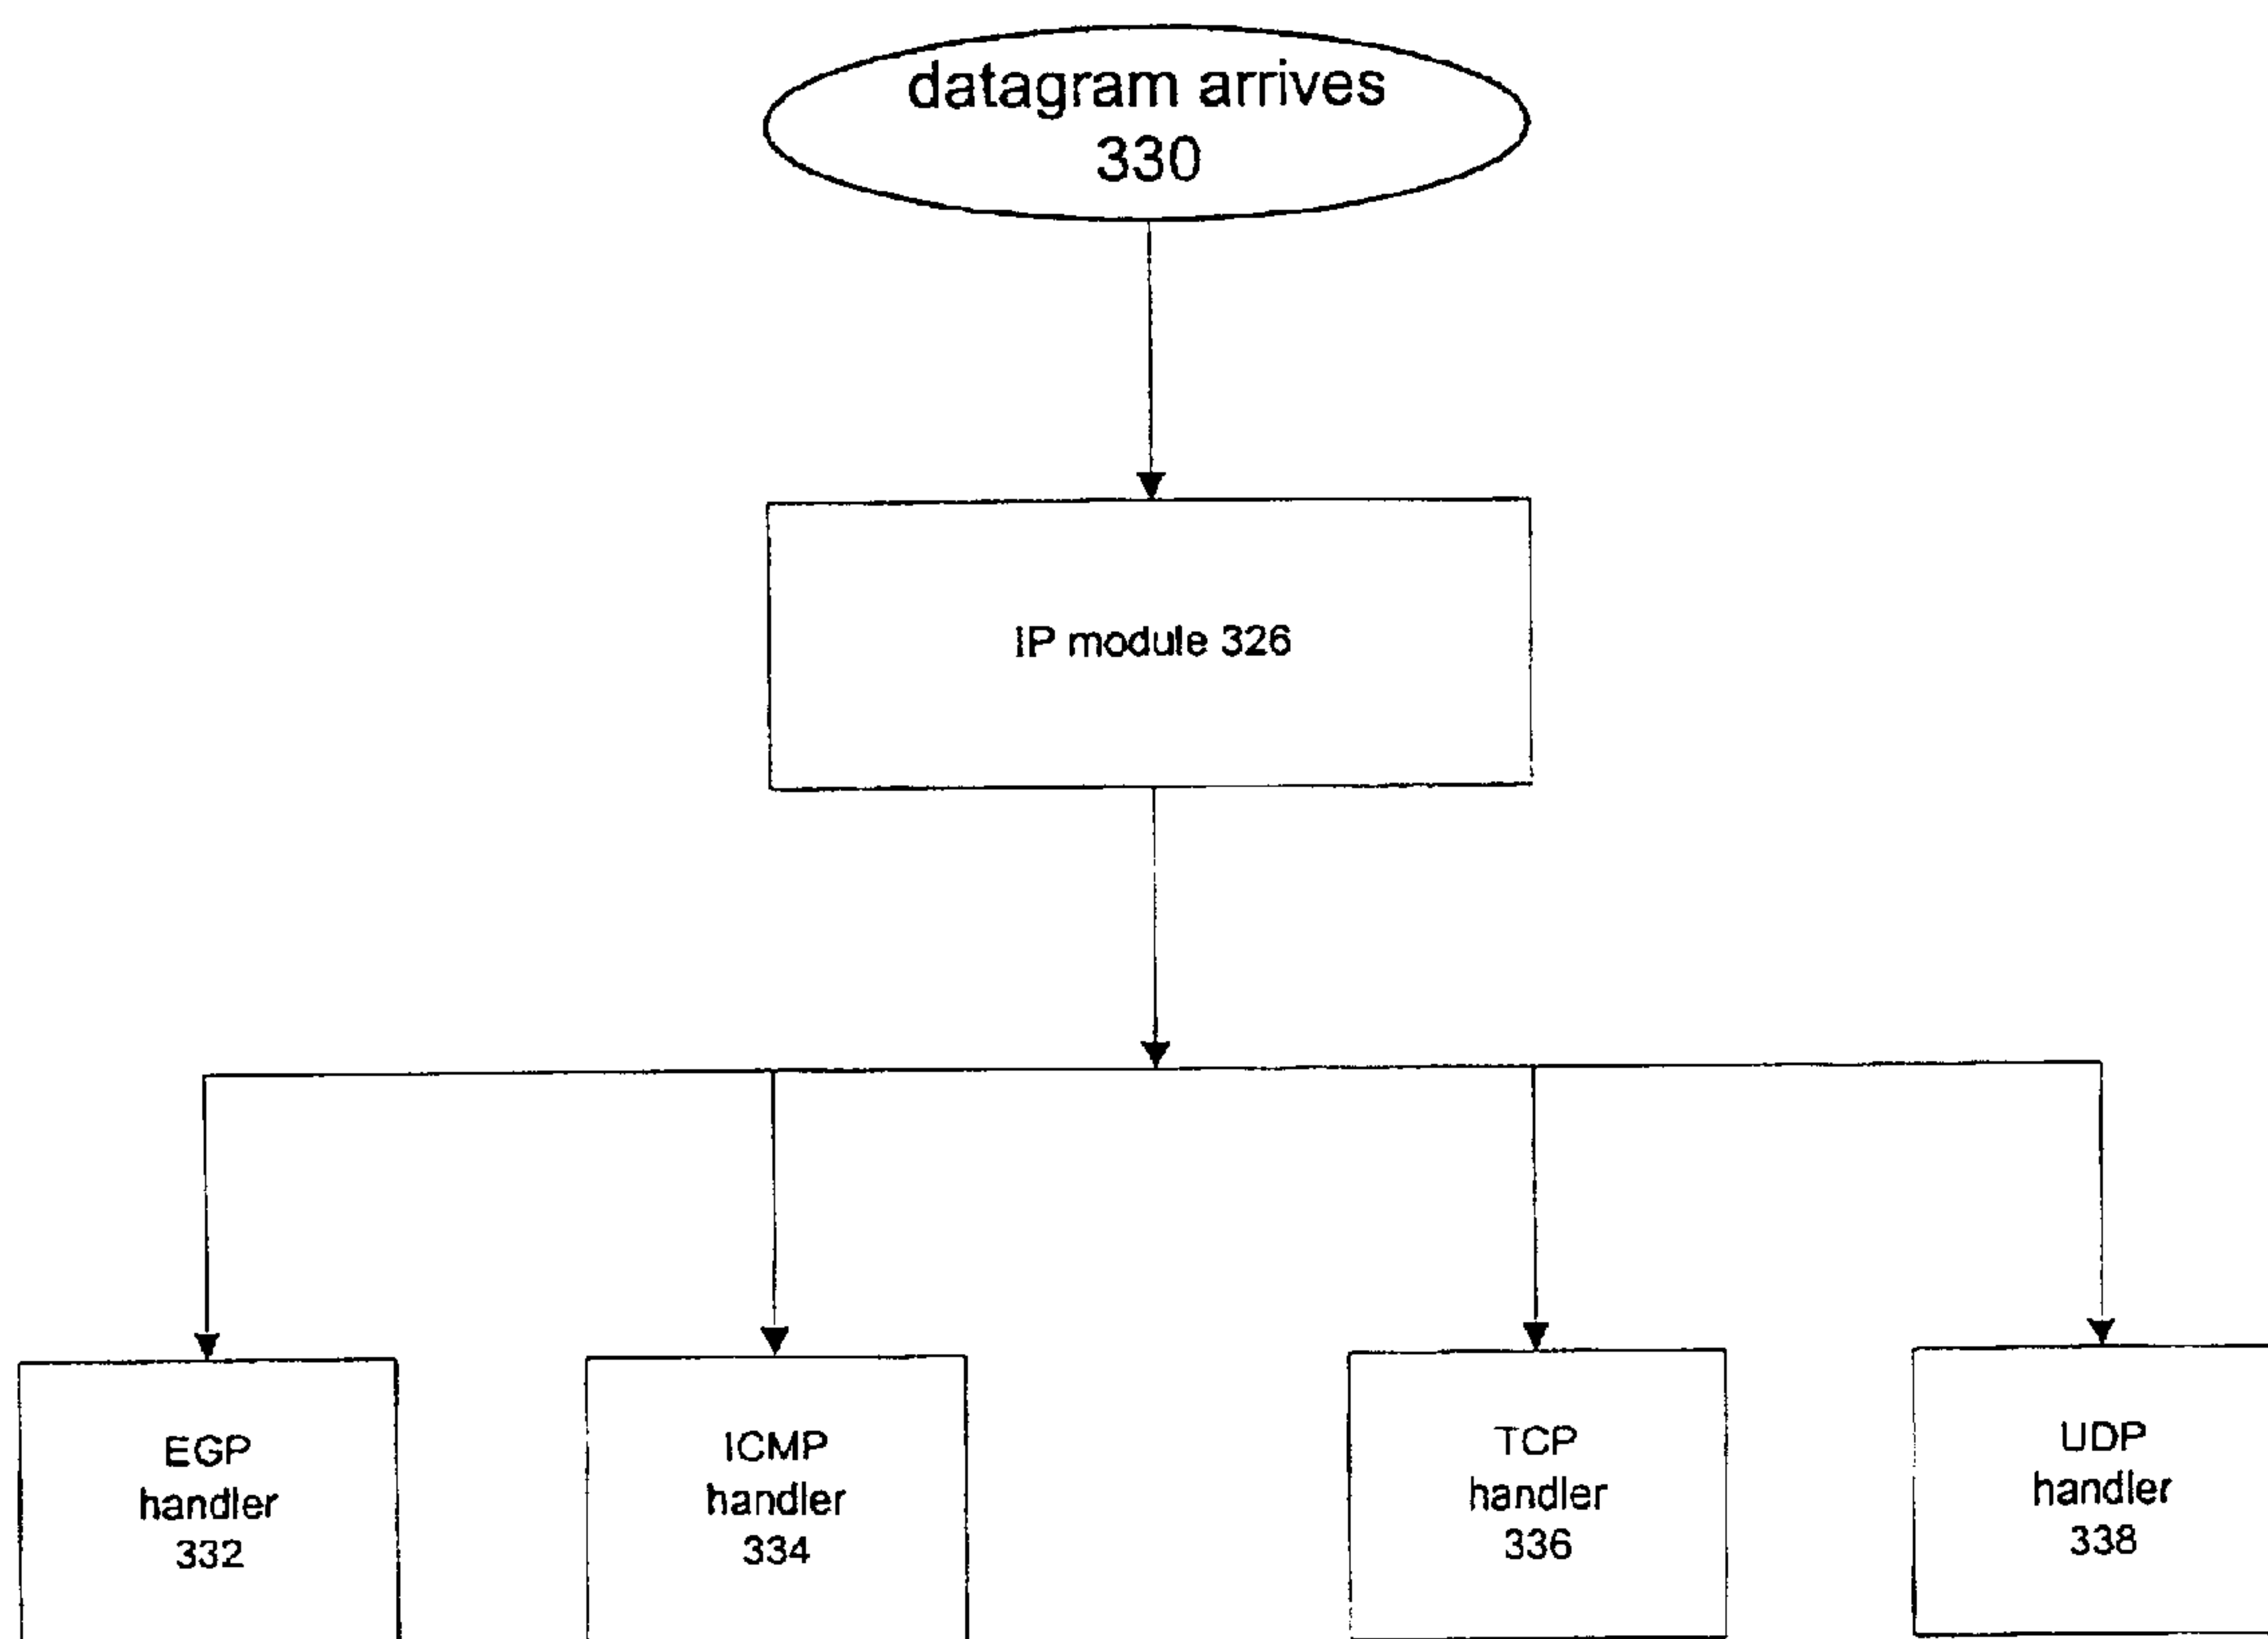 datagram arrives
330
IP module 326
EGP
handler
332
ICMP
handler
334
TCP
handler
336
UDP
handler
338